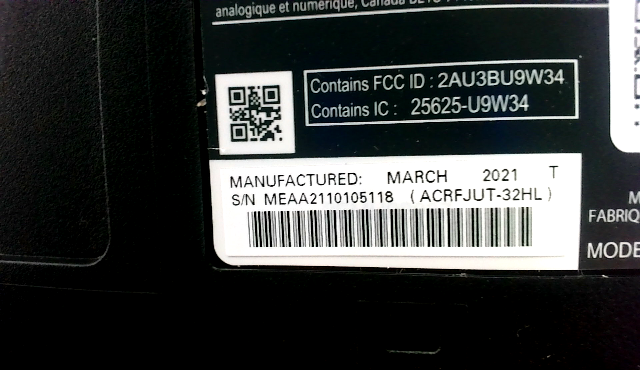 analogique et numérique, Canada
Contains FCC ID : 2AU3BU9W34
Contains IC : 25625-U9W34
MANUFACTURED: MARCH 2021 T
S/N MEAA2110105118 (ACRFJUT-32HL)
M
FABRIQ
MODE